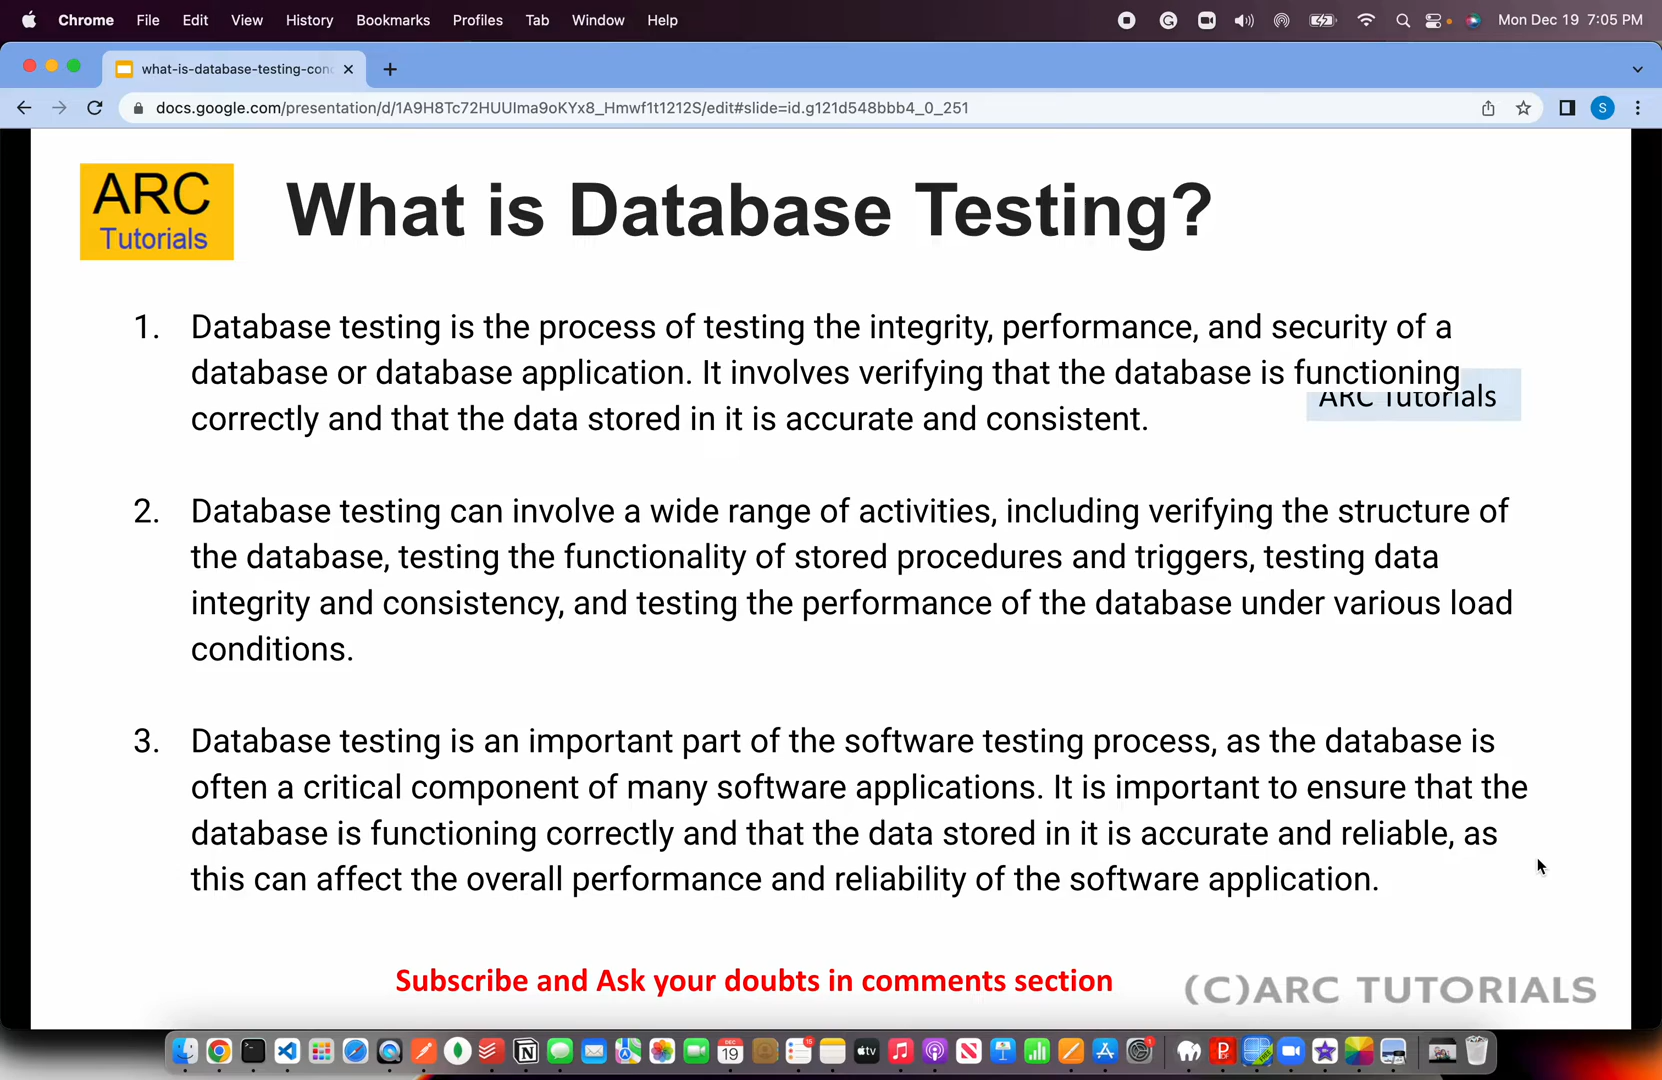 Chrome File Edit View History Bookmarks Profiles Tab Window Help Mon Dec 19 7:05 PM
what-is-database-testing-con
docs.google.com/presentation/d/1A9H8Tc72HUUIma9oKYx8_Hmwf1t1212S/edit#slide=id.g121d548bbb4_0_251 S
ARC
Tutorials
What is Database Testing?
1. Database testing is the process of testing the integrity, performance, and security of a
database or database application. It involves verifying that the database is functioning
ARC Tutorials
correctly and that the data stored in it is accurate and consistent.
2. Database testing can involve a wide range of activities, including verifying the structure of
the database, testing the functionality of stored procedures and triggers, testing data
integrity and consistency, and testing the performance of the database under various load
conditions.
3. Database testing is an important part of the software testing process, as the database is
often a critical component of many software applications. It is important to ensure that the
database is functioning correctly and that the data stored in it is accurate and reliable, as
this can affect the overall performance and reliability of the software application.
Subscribe and Ask your doubts in comments section
(C)ARC TUTORIALS
DEC
19
tv